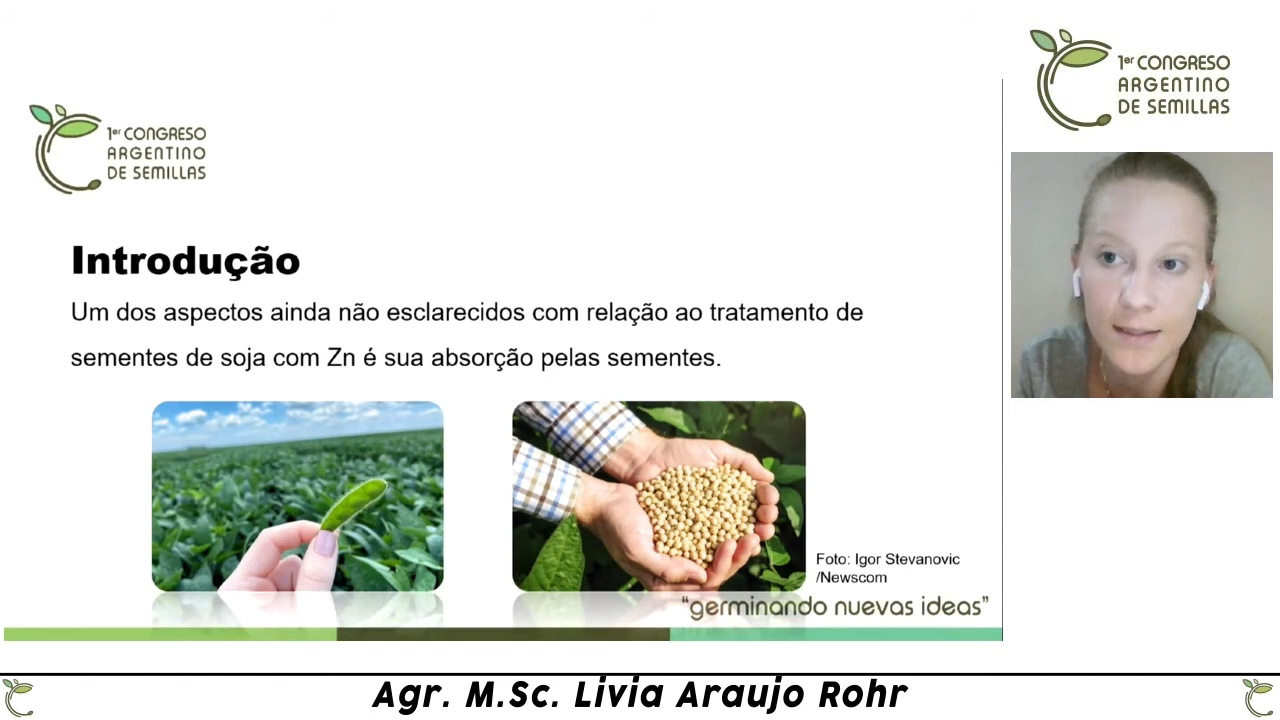 1er CONGRESO
ARGENTINO
DE SEMILLAS
1er CONGRESO
ARGENTINO
DE SEMILLAS
Introdução
Um dos aspectos ainda não esclarecidos com relação ao tratamento de
sementes de soja com Zn é sua absorção pelas sementes.
Foto: Igor Stevanovic
/Newscom
“germinando nuevas ideas”
Agr. M.Sc. Livia Araujo Rohr